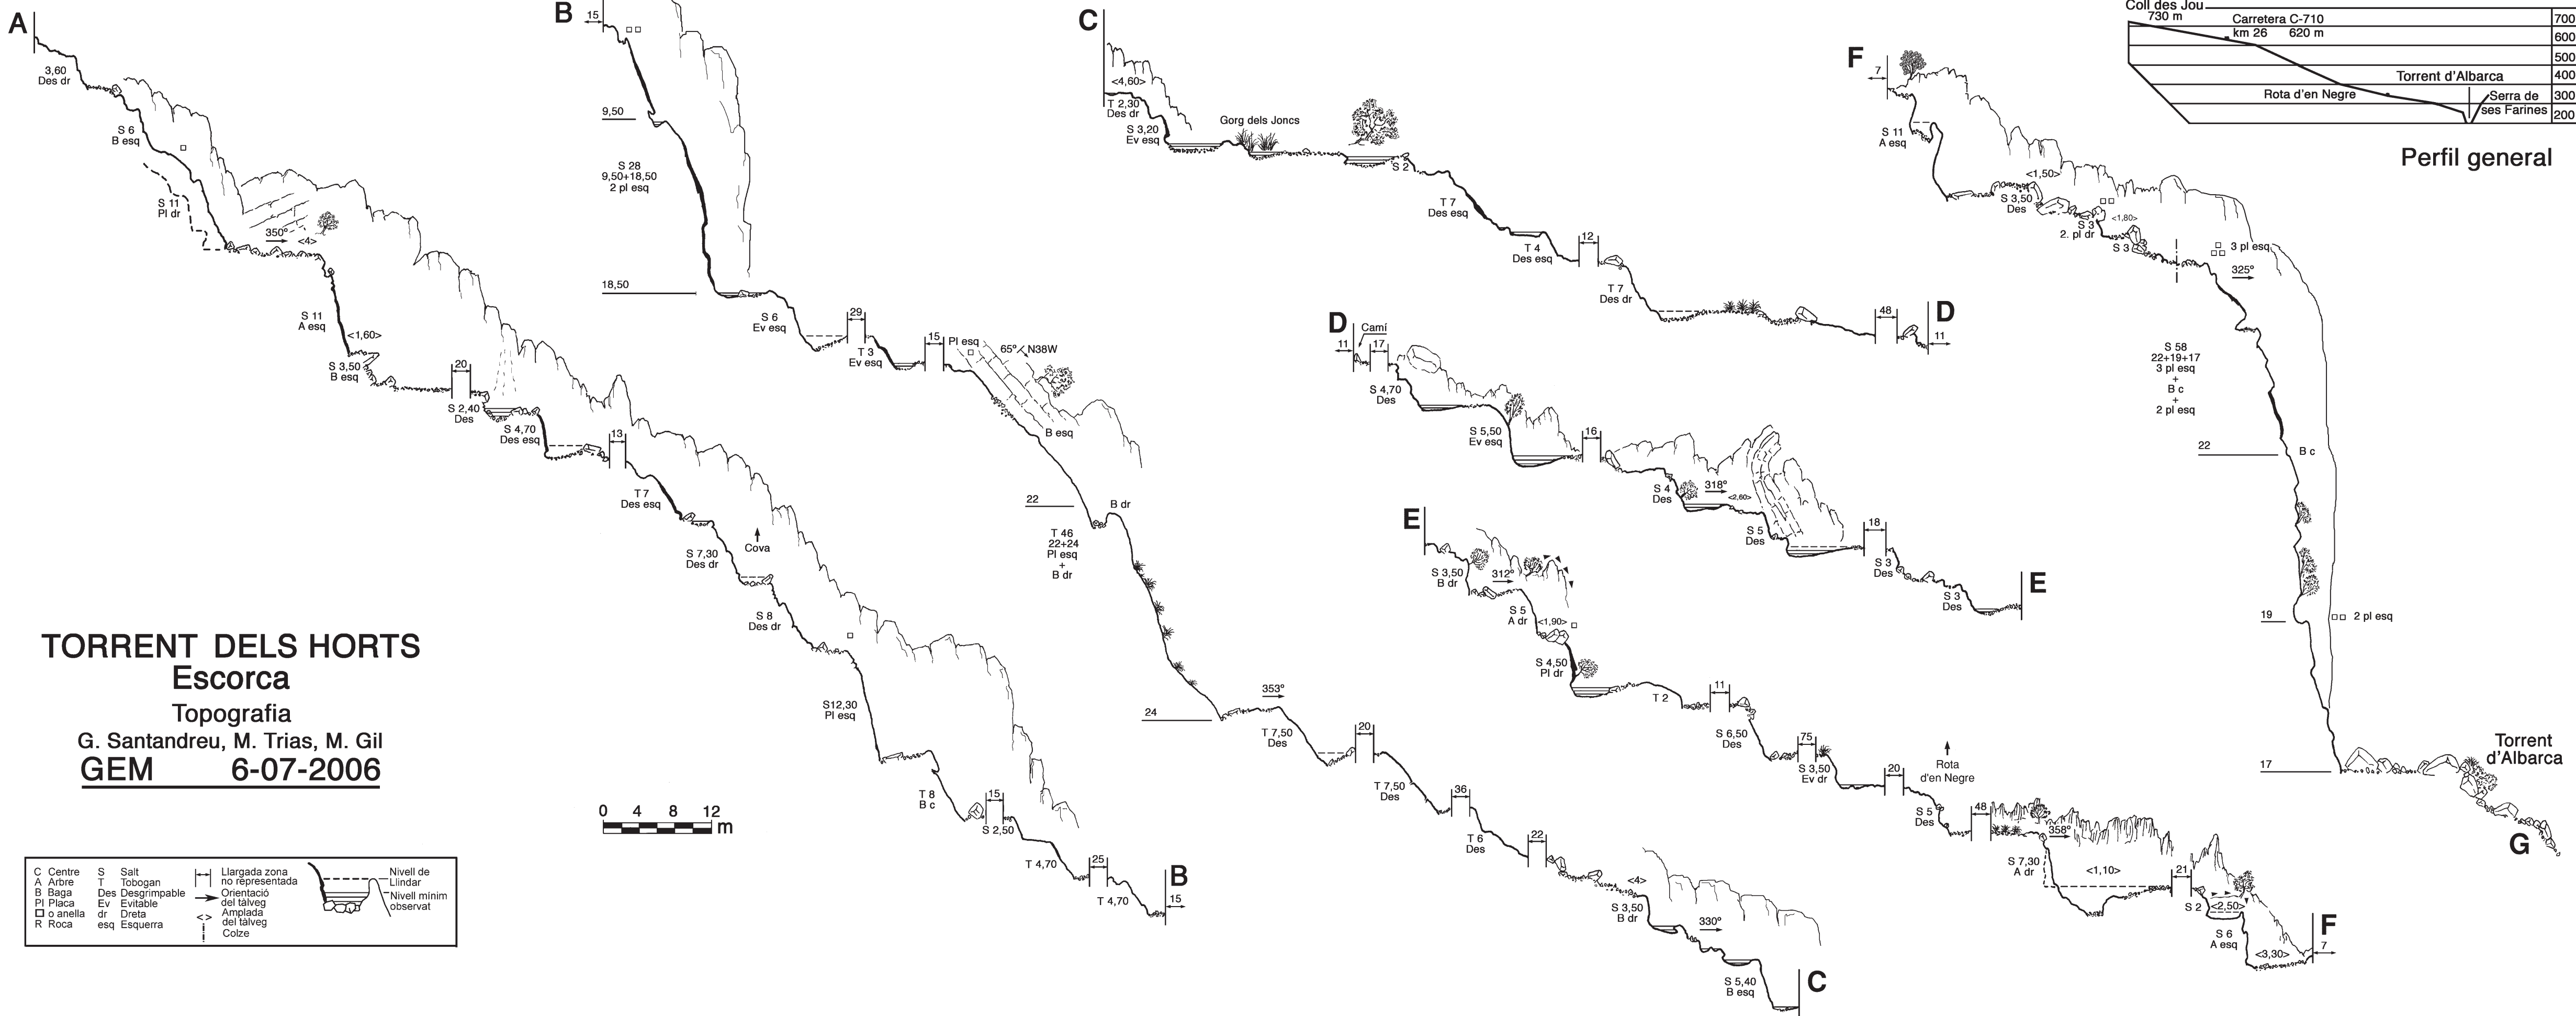 A
3,60
Des dr
S 6
B esq
S 11
Pl dr
350º
<4>
S 11
A esq
<1,60>
S 3,50
B esq
20
S 2,40
Des
S 4,70
Des esq
13
T 7
Des esq
S 7,30
Des dr
Cova
S 8
Des dr
S12,30
Pl esq
T 8
B c
15
S 2,50
T 4,70
25
T 4,70
B
15
B
15
9,50
S 28
9,50+18,50
2 pl esq
18,50
S 6
Ev esq
29
T 3
Ev esq
15
Pl esq
65º
N38W
B esq
22
B dr
T 46
22+24
Pl esq
+
B dr
24
353º
T 7,50
Des
20
T 7,50
Des
36
T 6
Des
22
<4>
S 3,50
B dr
330º
S 5,40
B esq
C
C
<4,60>
T 2,30
Des dr
S 3,20
Ev esq
Gorg dels Joncs
S 2
T 7
Des esq
T 4
Des esq
12
T 7
Des dr
48
D
11
D
11
Camí
17
S 4,70
Des
S 5,50
Ev esq
16
S 4
Des
318º
<2,60>
S 5
Des
18
S 3
Des
S 3
Des
E
E
S 3,50
B dr
312º
S 5
A dr
<1,90>
S 4,50
Pl dr
T 2
11
S 6,50
Des
75
S 3,50
Ev dr
20
Rota
d'en Negre
S 5
Des
48
358º
S 7,30
A dr
<1,10>
21
S 2
<2,50>
S 6
A esq
<3,30>
F
7
F
7
S 11
A esq
<1,50>
S 3,50
Des
<1,80>
S 3
2. pl dr
S 3
3 pl esq
325º
S 58
22+19+17
3 pl esq
+
B c
+
2 pl esq
22
B c
19
2 pl esq
17
Torrent
d'Albarca
G
Coll des Jou
730 m
Carretera C-710
km 26 620 m
Torrent d'Albarca
Rota d'en Negre
Serra de
ses Farines
700
600
500
400
300
200
Perfil general
TORRENT DELS HORTS
Escorca
Topografia
G. Santandreu, M. Trias, M. Gil
GEM 6-07-2006
0 4 8 12
m
C Centre
A Arbre
B Baga
Pl Placa
o anella
R Roca
S Salt
T Tobogan
Des Desgrimpable
Ev Evitable
dr Dreta
esq Esquerra
Llargada zona
no representada
Orientació
del tàlveg
<> Amplada
del tàlveg
Colze
Nivell de
Llindar
Nivell mínim
observat